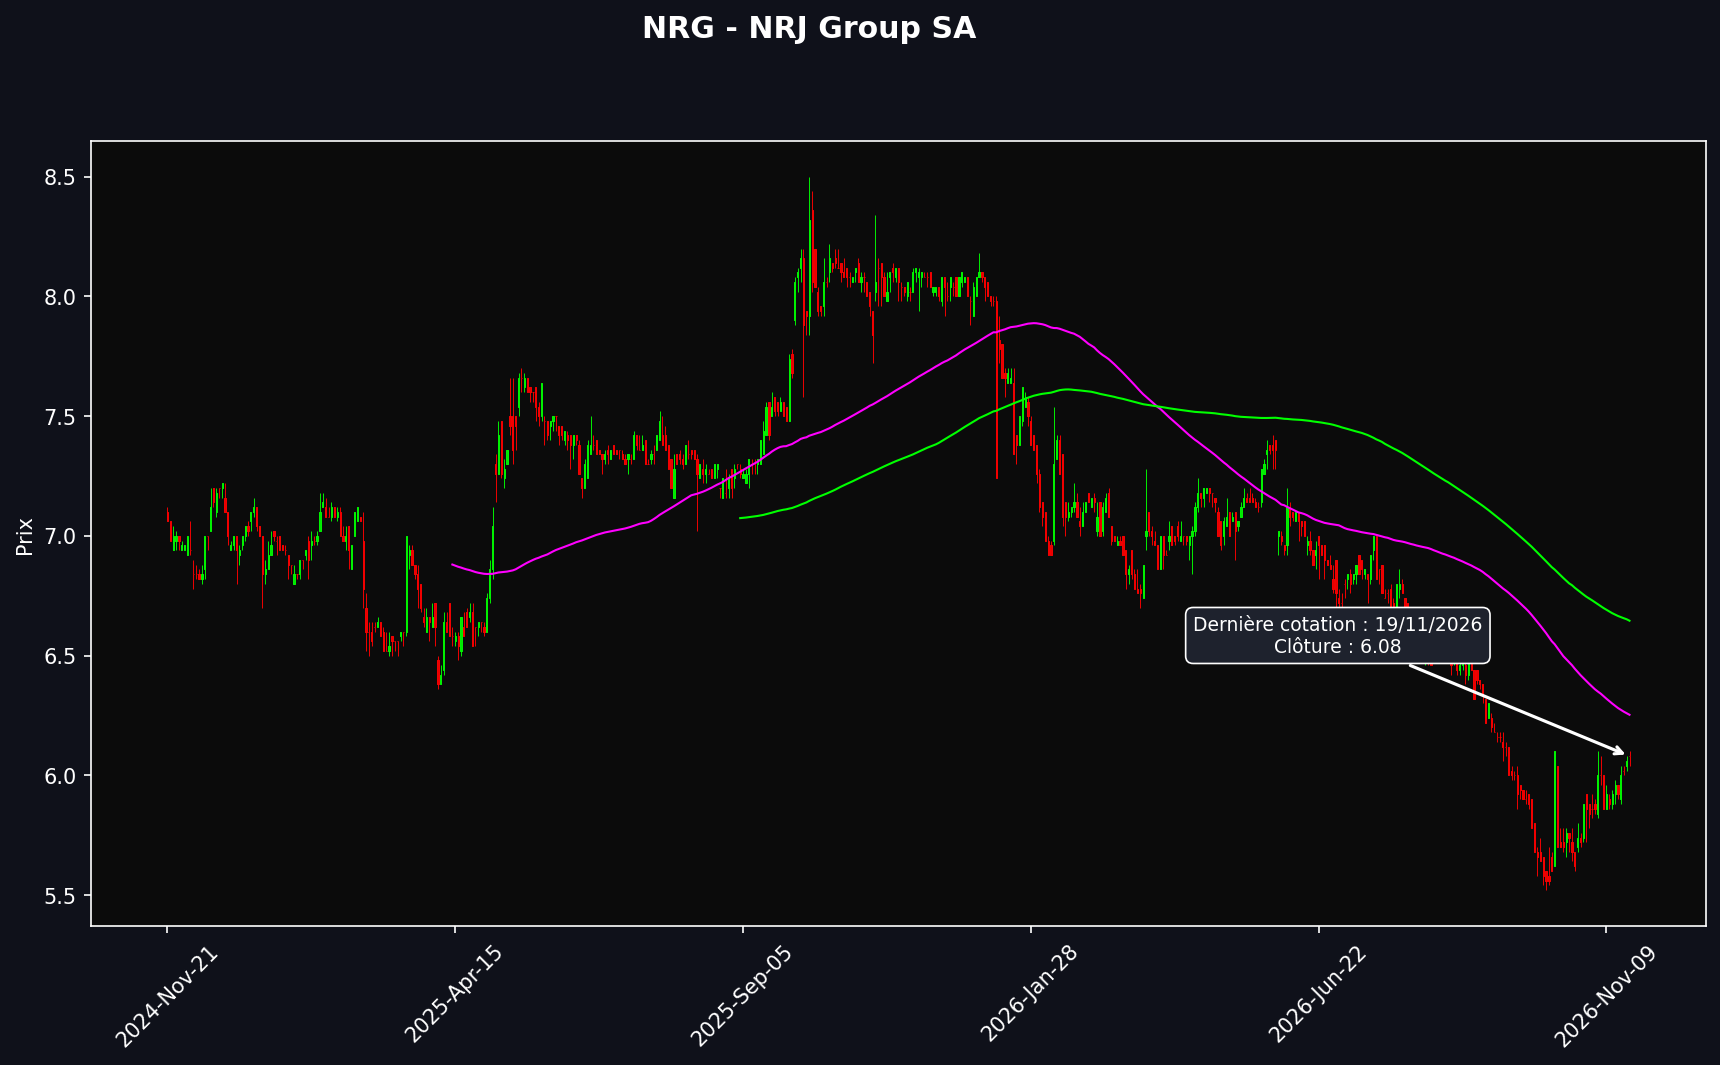 NRG - NRJ Group SA
Prix
8.5
8.0
7.5
7.0
6.5
6.0
5.5
Dernière cotation : 19/11/2026
Clôture : 6.08
2024-Nov-21
2025-Apr-15
2025-Sep-05
2026-Jan-28
2026-Jun-22
2026-Nov-09